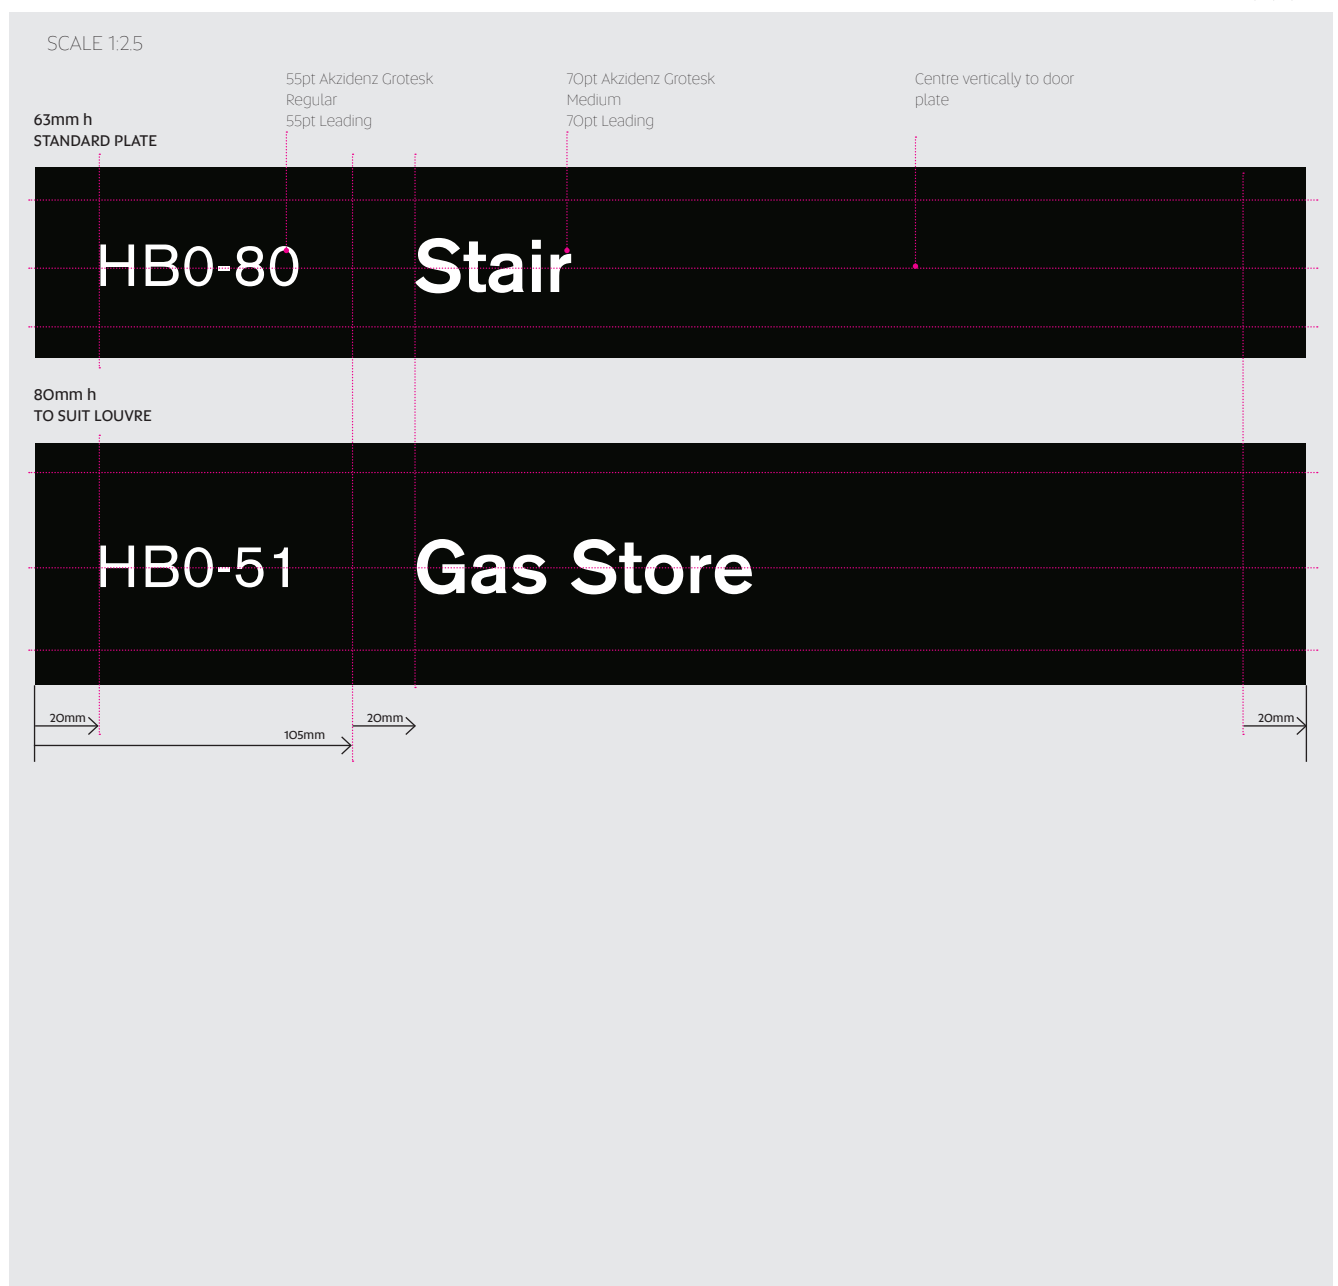 SCALE 1:2.5
55pt Akzidenz Grotesk
Regular
55pt Leading
70pt Akzidenz Grotesk
Medium
70pt Leading
Centre vertically to door
plate
63mm h
STANDARD PLATE
HB0-80 Stair
80mm h
TO SUIT LOUVRE
HB0-51 Gas Store
20mm 20mm 20mm
105mm